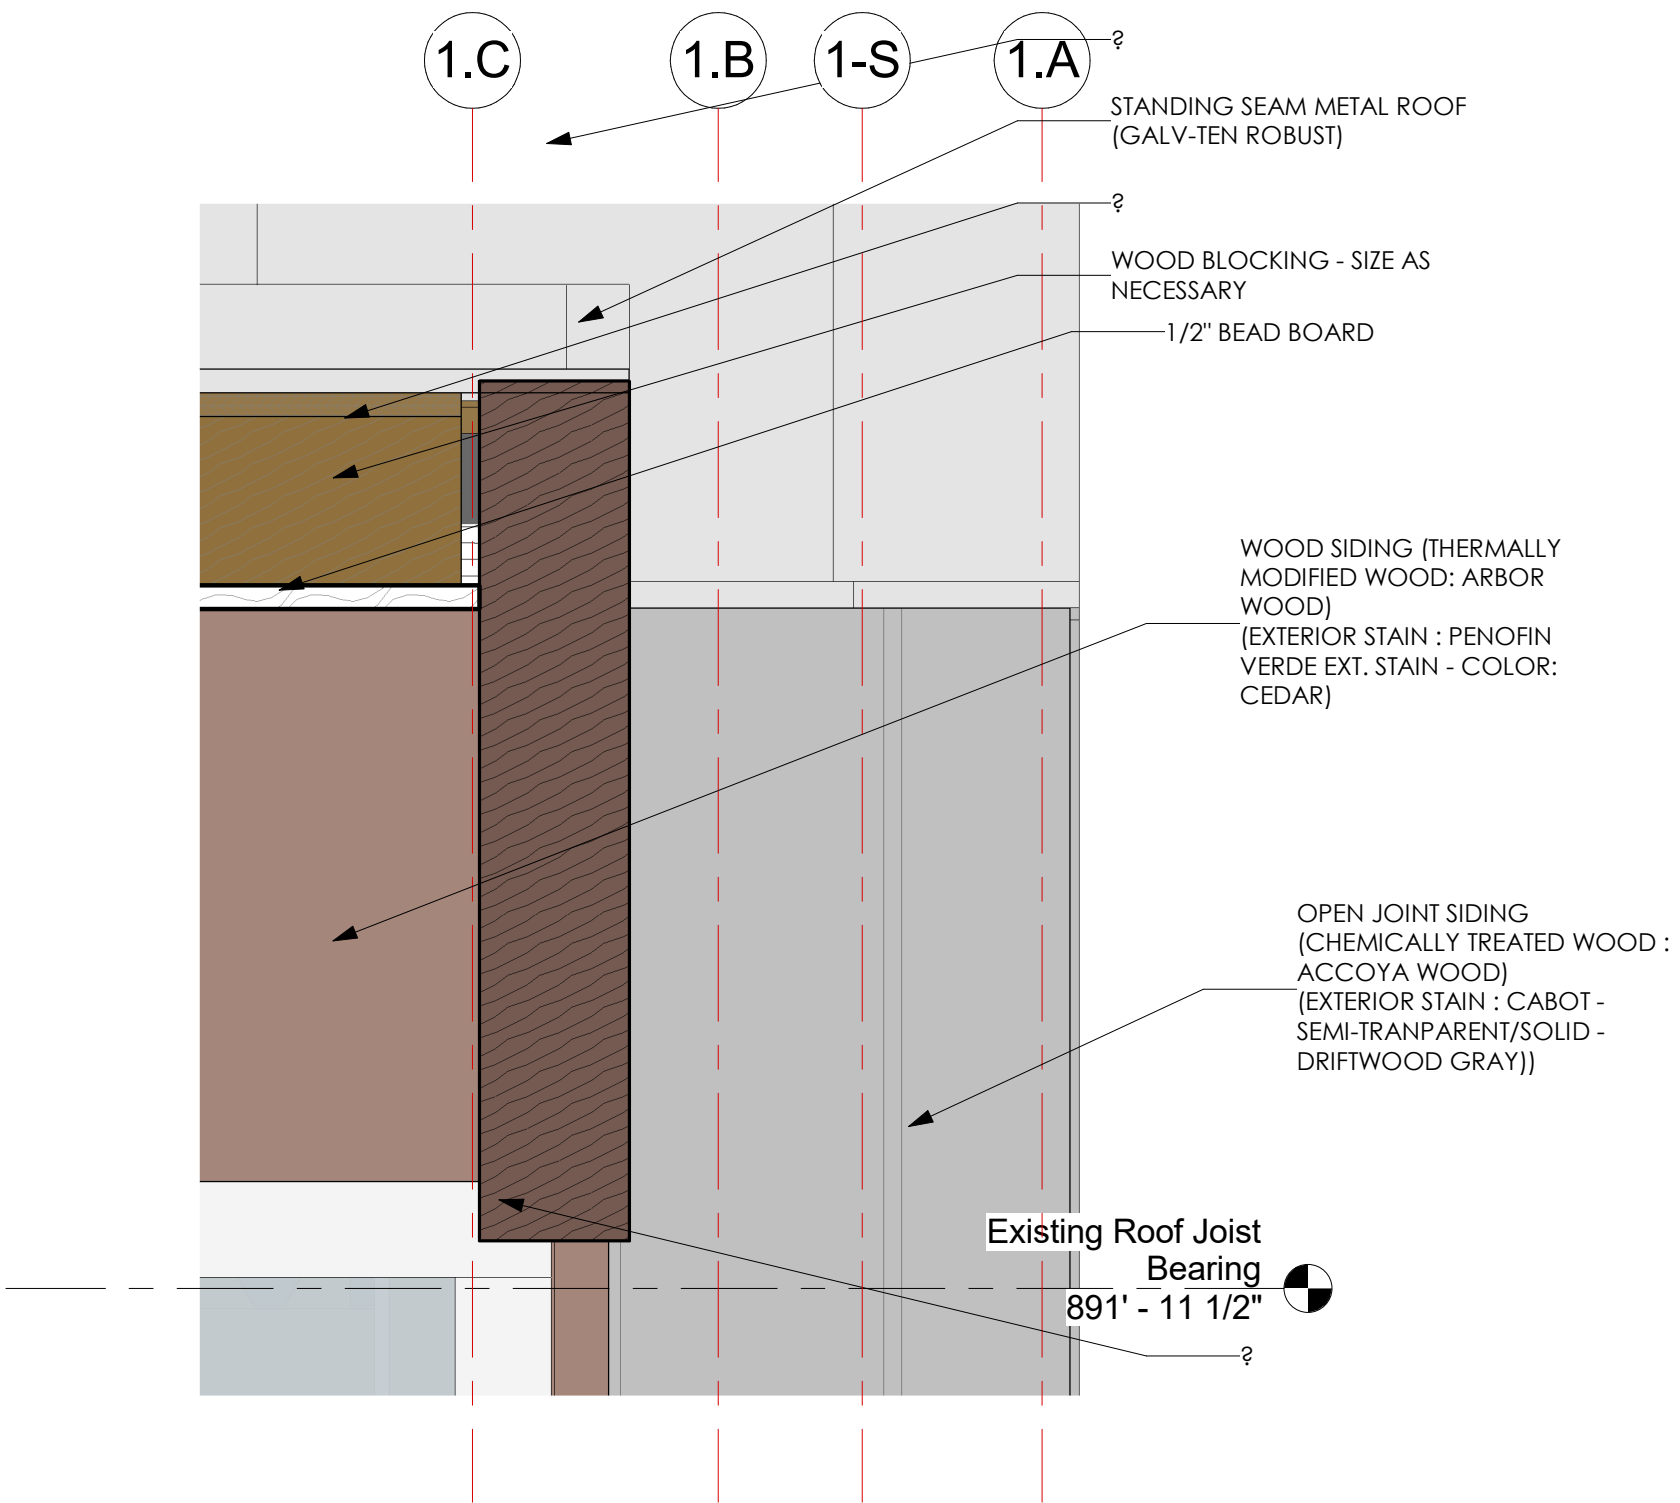 1.C
1.B
1-S
1.A
?
STANDING SEAM METAL ROOF
(GALV-TEN ROBUST)
?
WOOD BLOCKING - SIZE AS
NECESSARY
1/2" BEAD BOARD
WOOD SIDING (THERMALLY
MODIFIED WOOD: ARBOR
WOOD)
(EXTERIOR STAIN : PENOFIN
VERDE EXT. STAIN - COLOR:
CEDAR)
OPEN JOINT SIDING
(CHEMICALLY TREATED WOOD :
ACCOYA WOOD)
(EXTERIOR STAIN : CABOT -
SEMI-TRANPARENT/SOLID -
DRIFTWOOD GRAY))
Existing Roof Joist
Bearing
891' - 11 1/2"
?